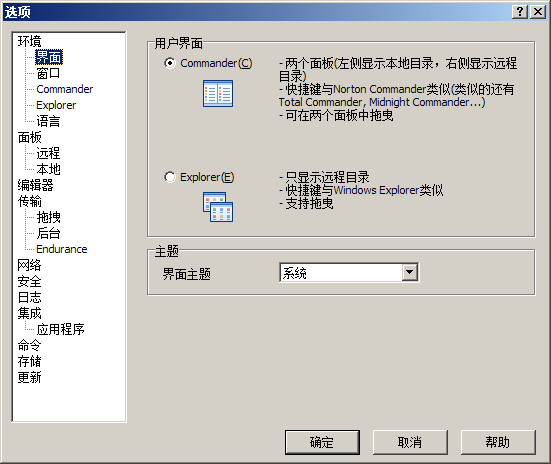 选项
环境
界面
窗口
Commander
Explorer
语言
面板
远程
本地
编辑器
传输
拖拽
后台
Endurance
网络
安全
日志
集成
应用程序
命令
存储
更新
用户界面
Commander(C)
- 两个面板(左侧显示本地目录，右侧显示远程
目录)
- 快捷键与Norton Commander类似(类似的还有
Total Commander, Midnight Commander...)
- 可在两个面板中拖曳
Explorer(E)
- 只显示远程目录
- 快捷键与Windows Explorer类似
- 支持拖曳
主题
界面主题
系统
确定
取消
帮助